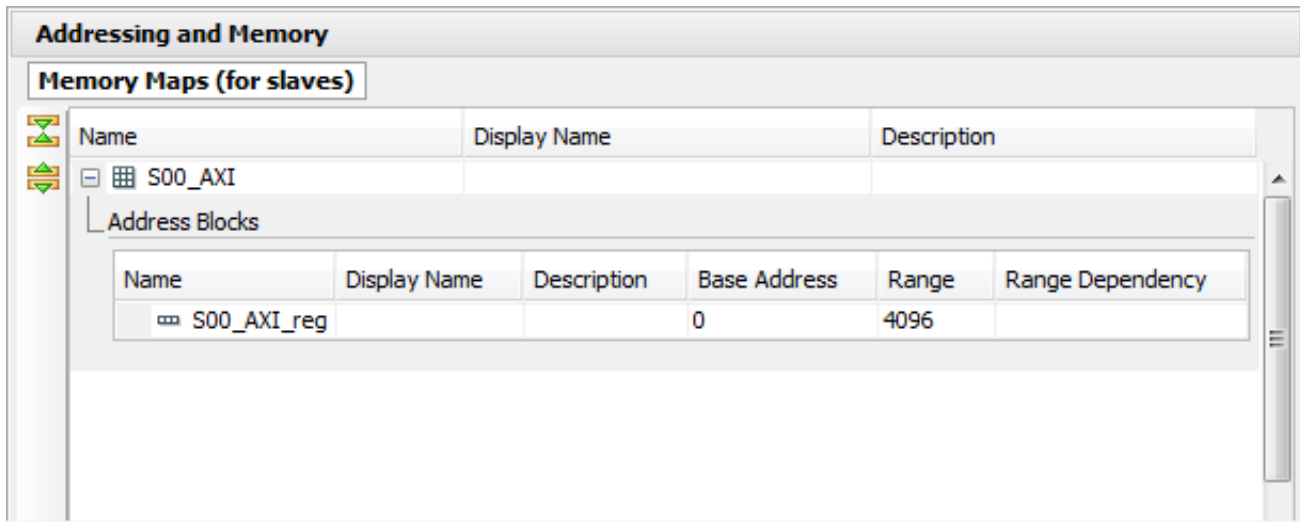 Addressing and Memory
Memory Maps (for slaves)
Name Display Name Description
S00_AXI
Address Blocks
Name Display Name Description Base Address Range Range Dependency
S00_AXI_reg 0 4096